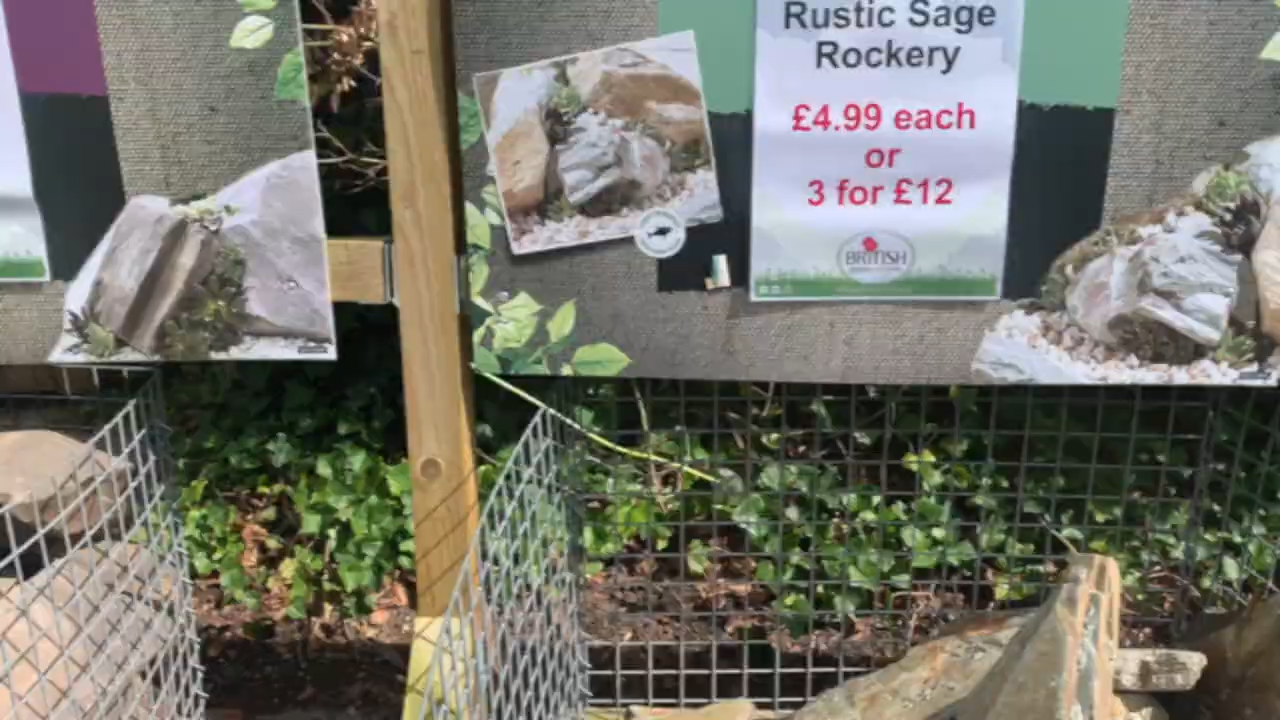 Rustic Sage
Rockery
£4.99 each
or
3 for £12
BRITISH